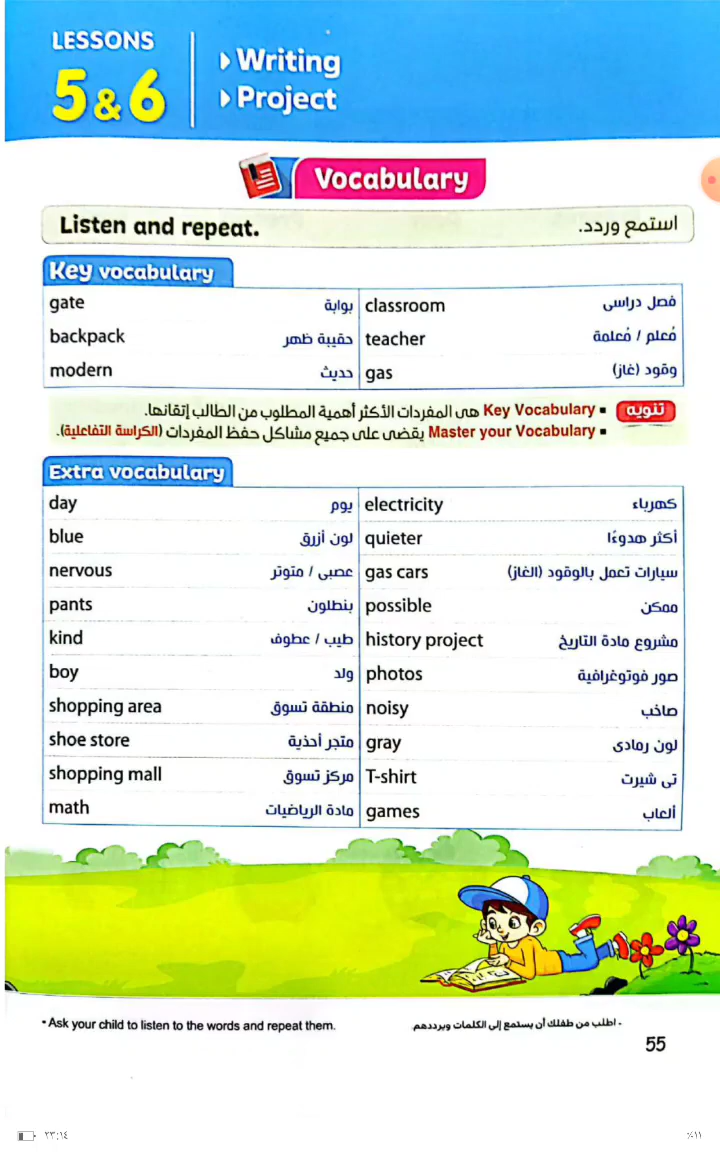 LESSONS
5&6
Writing
Project
Vocabulary
Listen and repeat.
استمع وردد.
Key vocabulary
gate بوابة classroom فصل دراسى
backpack حقيبة ظهر teacher مُعلم / مُعلمة
modern حديث gas وقود (غاز)
تنويه
▪ Key Vocabulary هى المفردات الأكثر أهمية المطلوب من الطالب إتقانها.
▪ Master your Vocabulary يقضى على جميع مشاكل حفظ المفردات (الكراسة التفاعلية).
Extra vocabulary
day يوم electricity كهرباء
blue لون أزرق quieter أكثر هدوءًا
nervous عصبى / متوتر gas cars سيارات تعمل بالوقود (الغاز)
pants بنطلون possible ممكن
kind طيب / عطوف history project مشروع مادة التاريخ
boy ولد photos صور فوتوغرافية
shopping area منطقة تسوق noisy صاخب
shoe store متجر أحذية gray لون رمادى
shopping mall مركز تسوق T-shirt تى شيرت
math مادة الرياضيات games ألعاب
• Ask your child to listen to the words and repeat them.
- اطلب من طفلك أن يستمع إلى الكلمات ويرددهم.
55
٢٣:١٤
٪١١